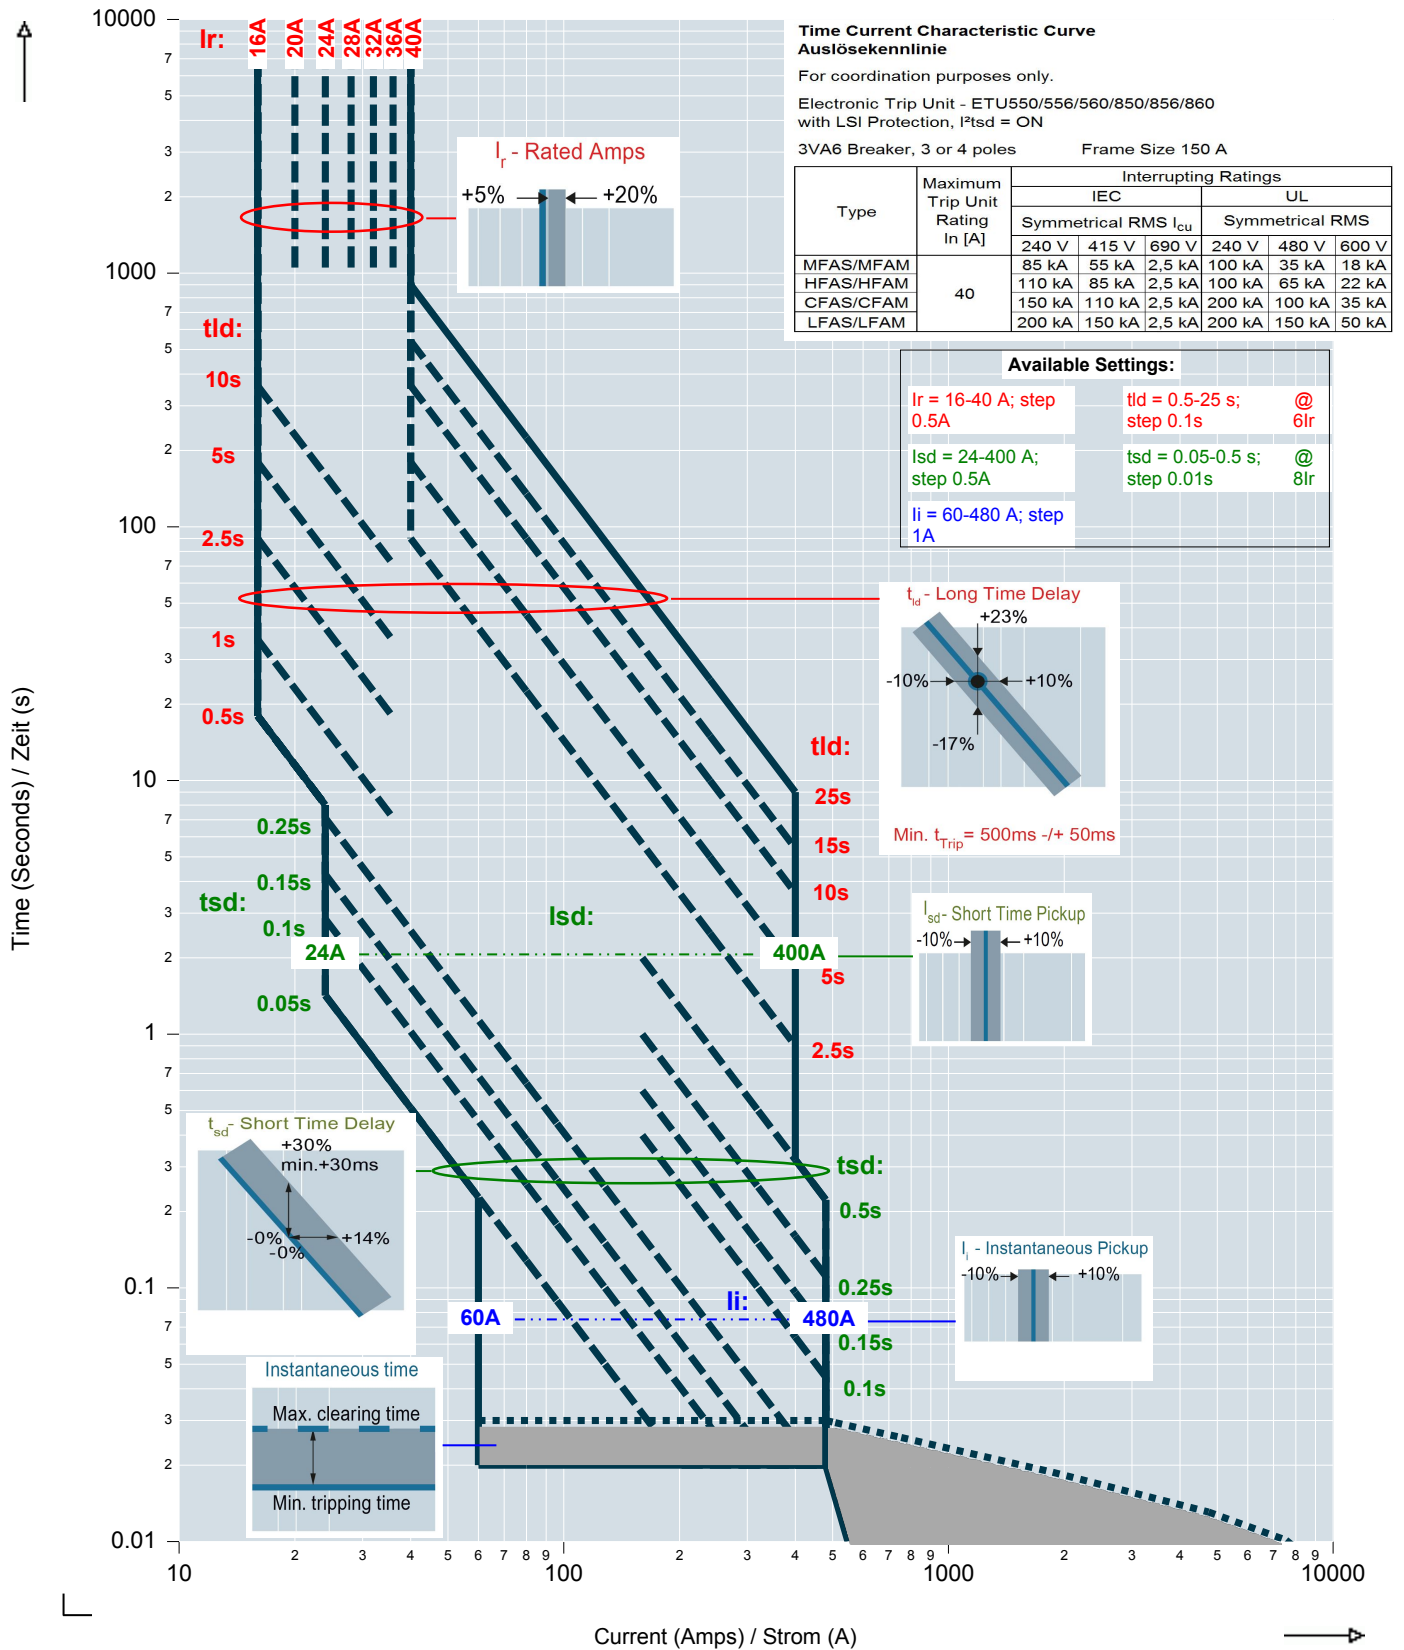 Time Current Characteristic Curve
Auslösekennlinie
For coordination purposes only.
Electronic Trip Unit - ETU550/556/560/850/856/860
with LSI Protection, I²tsd = ON
3VA6 Breaker, 3 or 4 poles Frame Size 150 A
Type Maximum Trip Unit Rating In [A] Interrupting Ratings
IEC UL
Symmetrical RMS Icu Symmetrical RMS
240 V 415 V 690 V 240 V 480 V 600 V
MFAS/MFAM 40 85 kA 55 kA 2,5 kA 100 kA 35 kA 18 kA
HFAS/HFAM 110 kA 85 kA 2,5 kA 100 kA 65 kA 22 kA
CFAS/CFAM 150 kA 110 kA 2,5 kA 200 kA 100 kA 35 kA
LFAS/LFAM 200 kA 150 kA 2,5 kA 200 kA 150 kA 50 kA
Available Settings:
Ir = 16-40 A; step
0.5A
tld = 0.5-25 s; @
step 0.1s 6Ir
Isd = 24-400 A;
step 0.5A
tsd = 0.05-0.5 s; @
step 0.01s 8Ir
Ii = 60-480 A; step
1A
Ir: 16A 20A 24A 28A 32A 36A 40A
Ir - Rated Amps
+5% +20%
tld:
10s
5s
2.5s
1s
0.5s
tld - Long Time Delay
+23%
-10% +10%
-17%
Min. tTrip= 500ms -/+ 50ms
tld:
25s
15s
10s
5s
2.5s
tsd:
0.25s
0.15s
0.1s
0.05s
Isd:
24A 400A
Isd- Short Time Pickup
-10% +10%
tsd- Short Time Delay
+30%
min.+30ms
-0% +14%
-0%
tsd:
0.5s
0.25s
0.15s
0.1s
Ii:
60A 480A
Ii - Instantaneous Pickup
-10% +10%
Instantaneous time
Max. clearing time
Min. tripping time
Time (Seconds) / Zeit (s)
10000
7
5
3
2
1000
7
5
3
2
100
7
5
3
2
10
7
5
3
2
1
7
5
3
2
0.1
7
5
3
2
0.01
2 3 4 5 6 7 8 9 2 3 4 5 6 7 8 9 2 3 4 5 6 7 8 9
10 100 1000 10000
Current (Amps) / Strom (A)